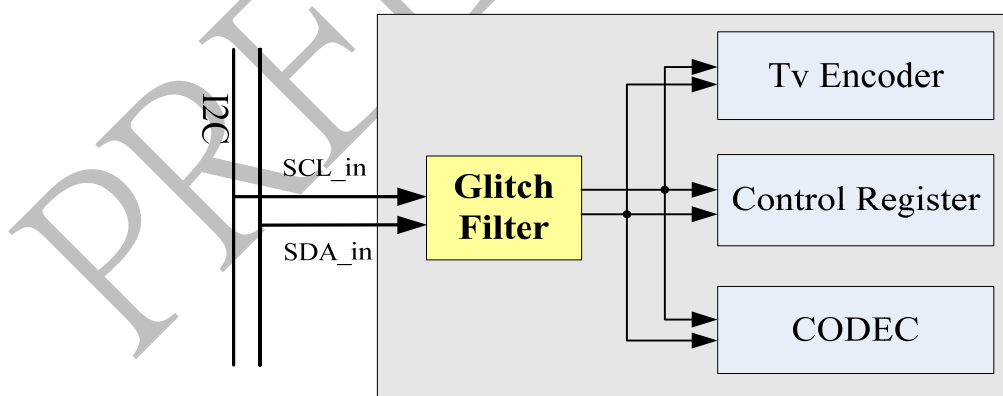 PREL
I2C
SCL_in
SDA_in
Glitch
Filter
Tv Encoder
Control Register
CODEC